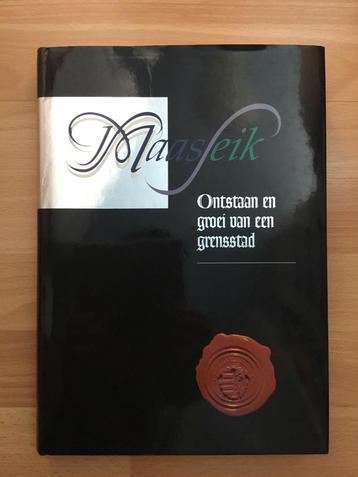 Maaseik
Ontstaan en
groei van een
grensstad